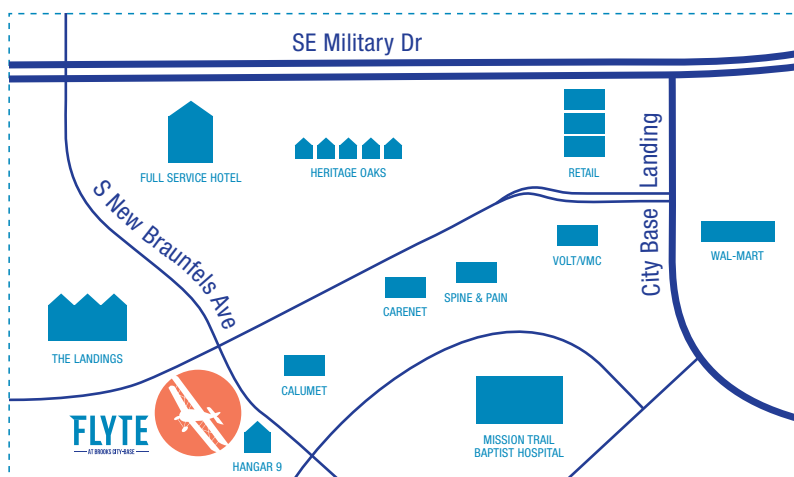 SE Military Dr
FULL SERVICE HOTEL
HERITAGE OAKS
RETAIL
City Base Landing
S New Braunfels Ave
VOLT/VMC
WAL-MART
CARENET
SPINE & PAIN
THE LANDINGS
CALUMET
FLYTE
AT BROOKS CITY•BASE
HANGAR 9
MISSION TRAIL
BAPTIST HOSPITAL